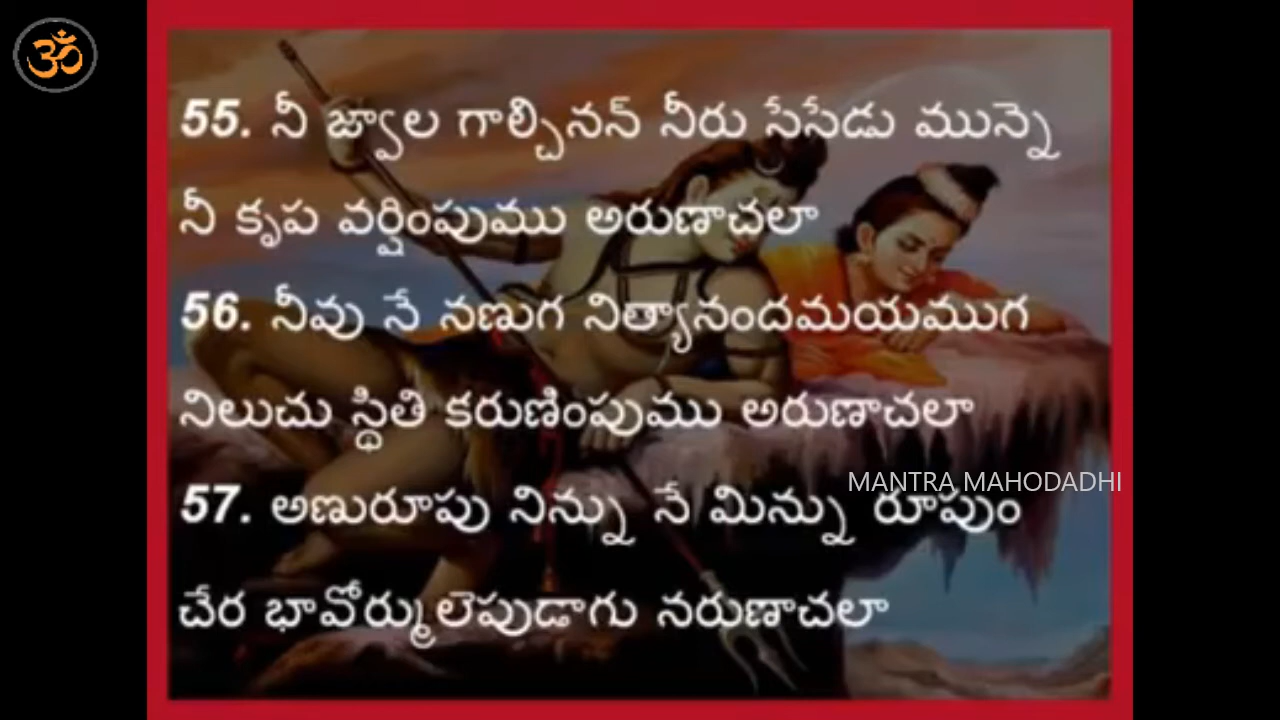 ॐ
55. నీ జ్వాల గాల్చినన్ నీరు సేసేడు మున్నె
నీ కృప వర్షింపుము అరుణాచలా
56. నీవు నే నణుగ నిత్యానందమయముగ
నిలుచు స్థితి కరుణింపుము అరుణాచలా
MANTRA MAHODADHI
57. అణురూపు నిన్ను నే మిన్ను రూపుం
చేర భావోర్ములెపుడాగు నరుణాచలా